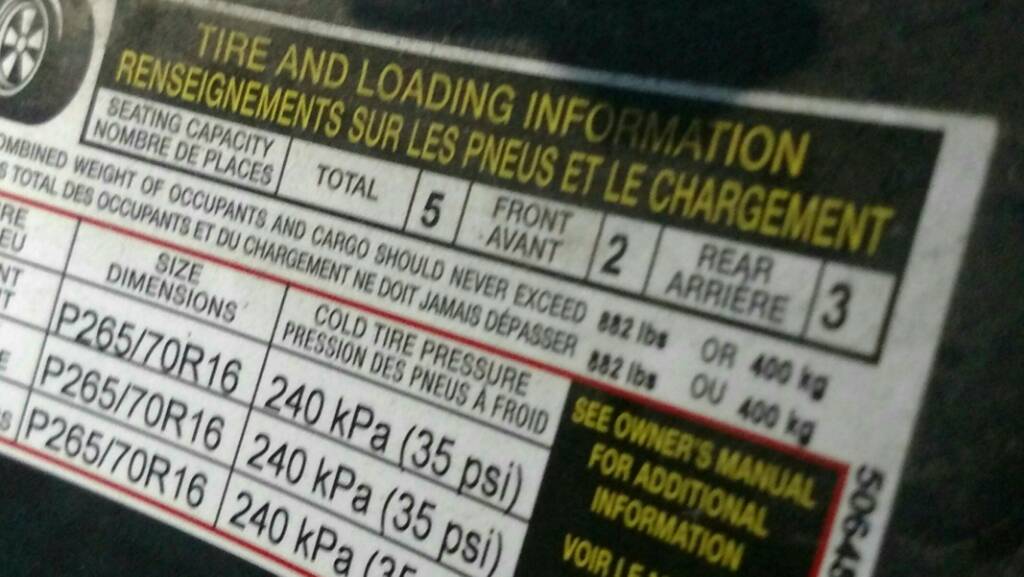 TIRE AND LOADING INFORMATION
RENSEIGNEMENTS SUR LES PNEUS ET LE CHARGEMENT
SEATING CAPACITY
NOMBRE DE PLACES
TOTAL
5
FRONT
AVANT
2
REAR
ARRIÈRE
3
OMBINED WEIGHT OF OCCUPANTS AND CARGO SHOULD NEVER EXCEED 882 lbs OR 400 kg
S TOTAL DES OCCUPANTS ET DU CHARGEMENT NE DOIT JAMAIS DÉPASSER 882 lbs OU 400 kg
SIZE
DIMENSIONS
COLD TIRE PRESSURE
PRESSION DES PNEUS À FROID
P265/70R16
240 kPa (35 psi)
P265/70R16
240 kPa (35 psi)
P265/70R16
240 kPa (35
SEE OWNER'S MANUAL
FOR ADDITIONAL
INFORMATION
VOIR LE